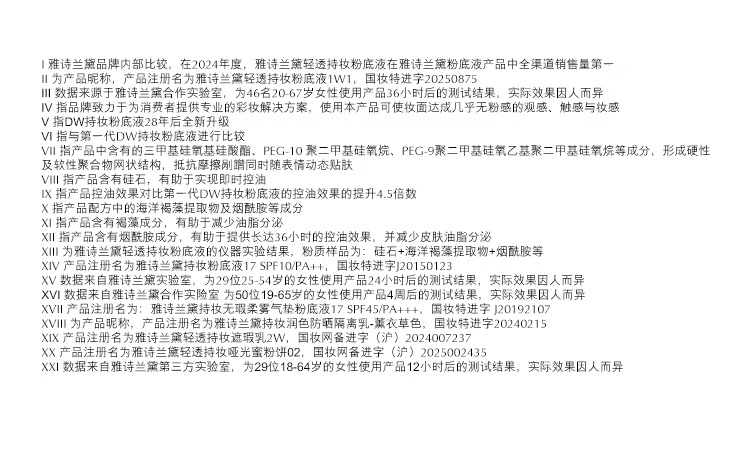 I 雅诗兰黛品牌内部比较，在2024年度，雅诗兰黛轻透持妆粉底液在雅诗兰黛粉底液产品中全渠道销售量第一
II 为产品昵称，产品注册名为雅诗兰黛轻透持妆粉底液1W1，国妆特进字20250875
III 数据来源于雅诗兰黛合作实验室，为46名20-67岁女性使用产品36小时后的测试结果，实际效果因人而异
IV 指品牌致力于为消费者提供专业的彩妆解决方案，使用本产品可使妆面达成几乎无粉感的观感、触感与妆感
V 指DW持妆粉底液28年后全新升级
VI 指与第一代DW持妆粉底液进行比较
VII 指产品中含有的三甲基硅氧基硅酸酯、PEG-10 聚二甲基硅氧烷、PEG-9聚二甲基硅氧乙基聚二甲基硅氧烷等成分，形成硬性
及软性聚合物网状结构，抵抗摩擦削蹭同时随表情动态贴肤
VIII 指产品含有硅石，有助于实现即时控油
IX 指产品控油效果对比第一代DW持妆粉底液的控油效果的提升4.5倍数
X 指产品配方中的海洋褐藻提取物及烟酰胺等成分
XI 指产品含有褐藻成分，有助于减少油脂分泌
XII 指产品含有烟酰胺成分，有助于提供长达36小时的控油效果，并减少皮肤油脂分泌
XIII 为雅诗兰黛轻透持妆粉底液的仪器实验结果，粉质样品为：硅石+海洋褐藻提取物+烟酰胺等
XIV 产品注册名为雅诗兰黛持妆粉底液17 SPF10/PA++，国妆特进字J20150123
XV 数据来自雅诗兰黛实验室，为29位25-54岁的女性使用产品24小时后的测试结果，实际效果因人而异
XVI 数据来自雅诗兰黛合作实险室 为50位19-65岁的女性使用产品4周后的测试结果，实际效果因人而异
XVII 产品注册名为：雅诗兰黛持妆无瑕柔雾气垫粉底液17 SPF45/PA+++，国妆特进字 J20192107
XVIII 为产品昵称，产品注册名为雅诗兰黛持妆润色防晒隔离乳-薰衣草色，国妆特进字20240215
XIX 产品注册名为雅诗兰黛轻透持妆遮瑕乳2W，国妆网备进字（沪）2024007237
XX 产品注册名为雅诗兰黛轻透持妆哑光蜜粉饼02，国妆网备进字（沪）2025002435
XXI 数据来自雅诗兰黛第三方实验室，为29位18-64岁的女性使用产品12小时后的测试结果，实际效果因人而异